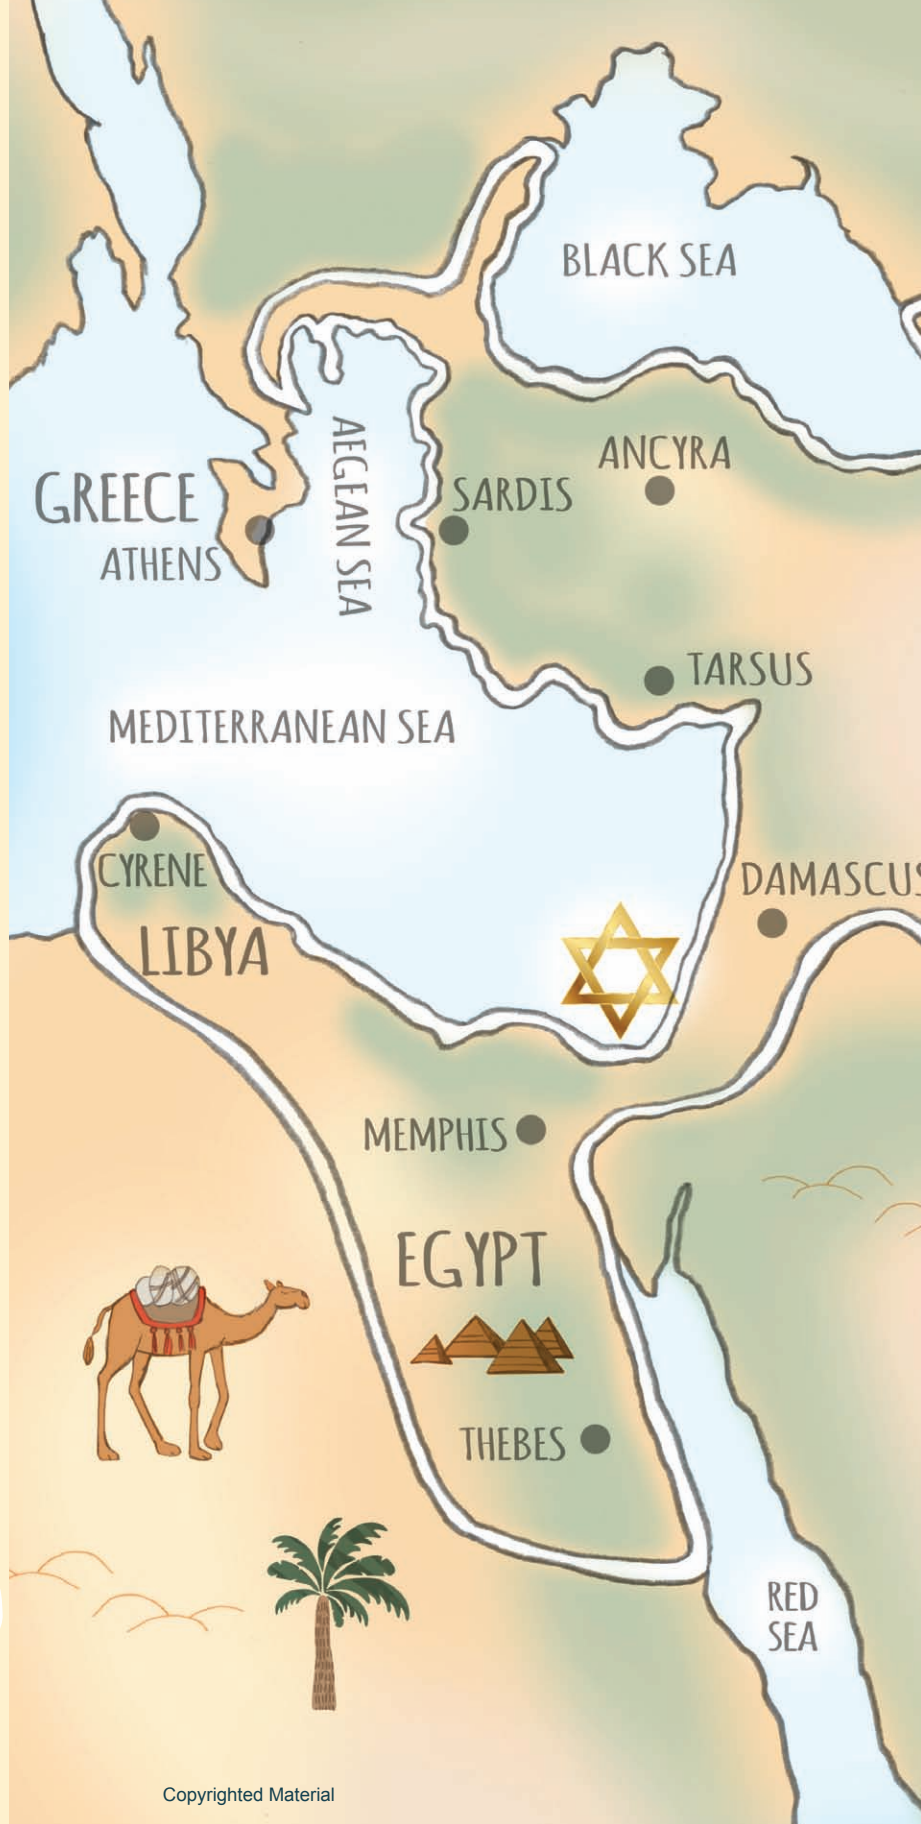 BLACK SEA
AEGEAN SEA
ANCYRA
GREECE
SARDIS
ATHENS
TARSUS
MEDITERRANEAN SEA
CYRENE
DAMASCUS
LIBYA
MEMPHIS
EGYPT
THEBES
RED
SEA
Copyrighted Material